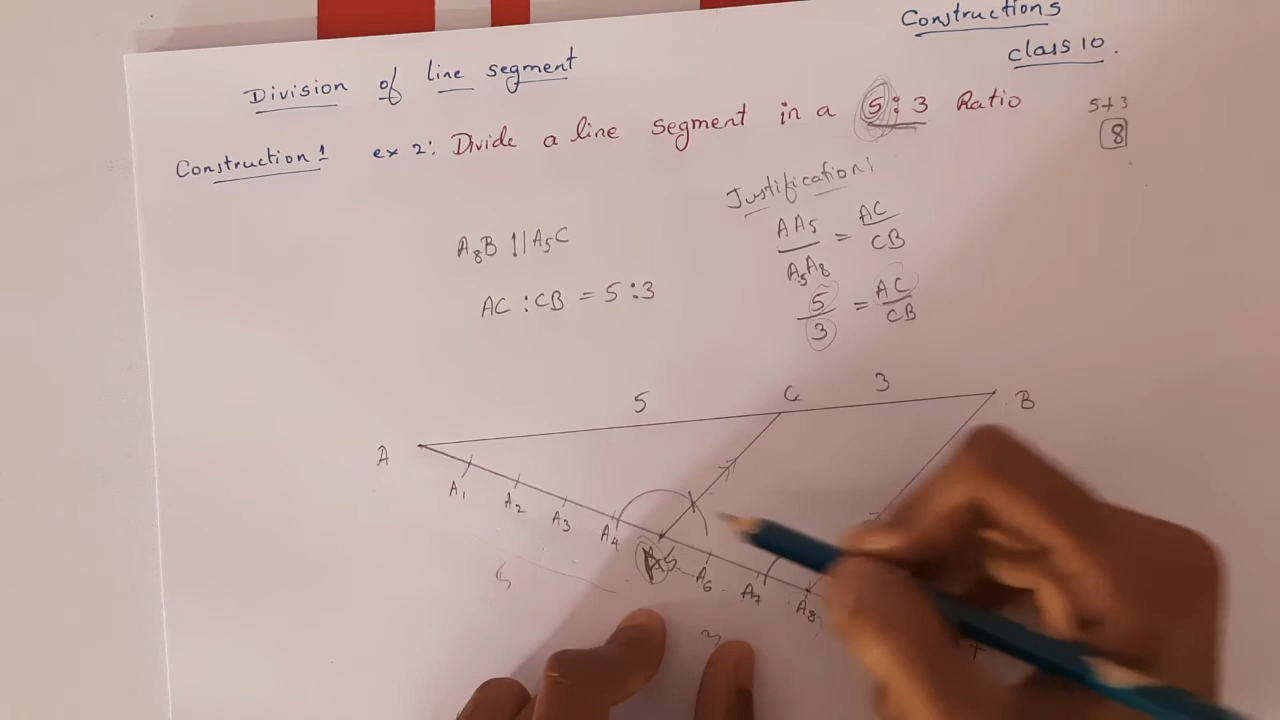 Constructions
class 10.
Division of line segment
Construction 1 ex 2: Divide a line segment in a 5:3 Ratio
5+3
8
Justification:
A₈B || A₅C
AA₅/A₅A₈ = AC/CB
AC : CB = 5:3
5/3 = AC/CB
5 C 3 B
A
A₁ A₂ A₃ A₄ A₅ A₆ A₇ A₈
5 3
x